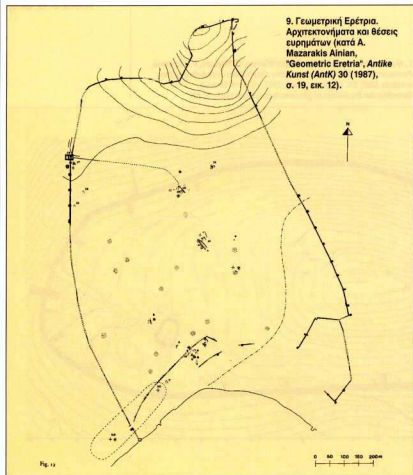 9. Γεωμετρική Ερέτρια.
Αρχιτεκτονήματα και θέσεις
ευρημάτων (κατά A.
Mazarakis Ainian,
"Geometric Eretria", Antike
Kunst (AntK) 30 (1987),
σ. 19, εικ. 12).
N
Fig. 12
0 50 100 150 200m